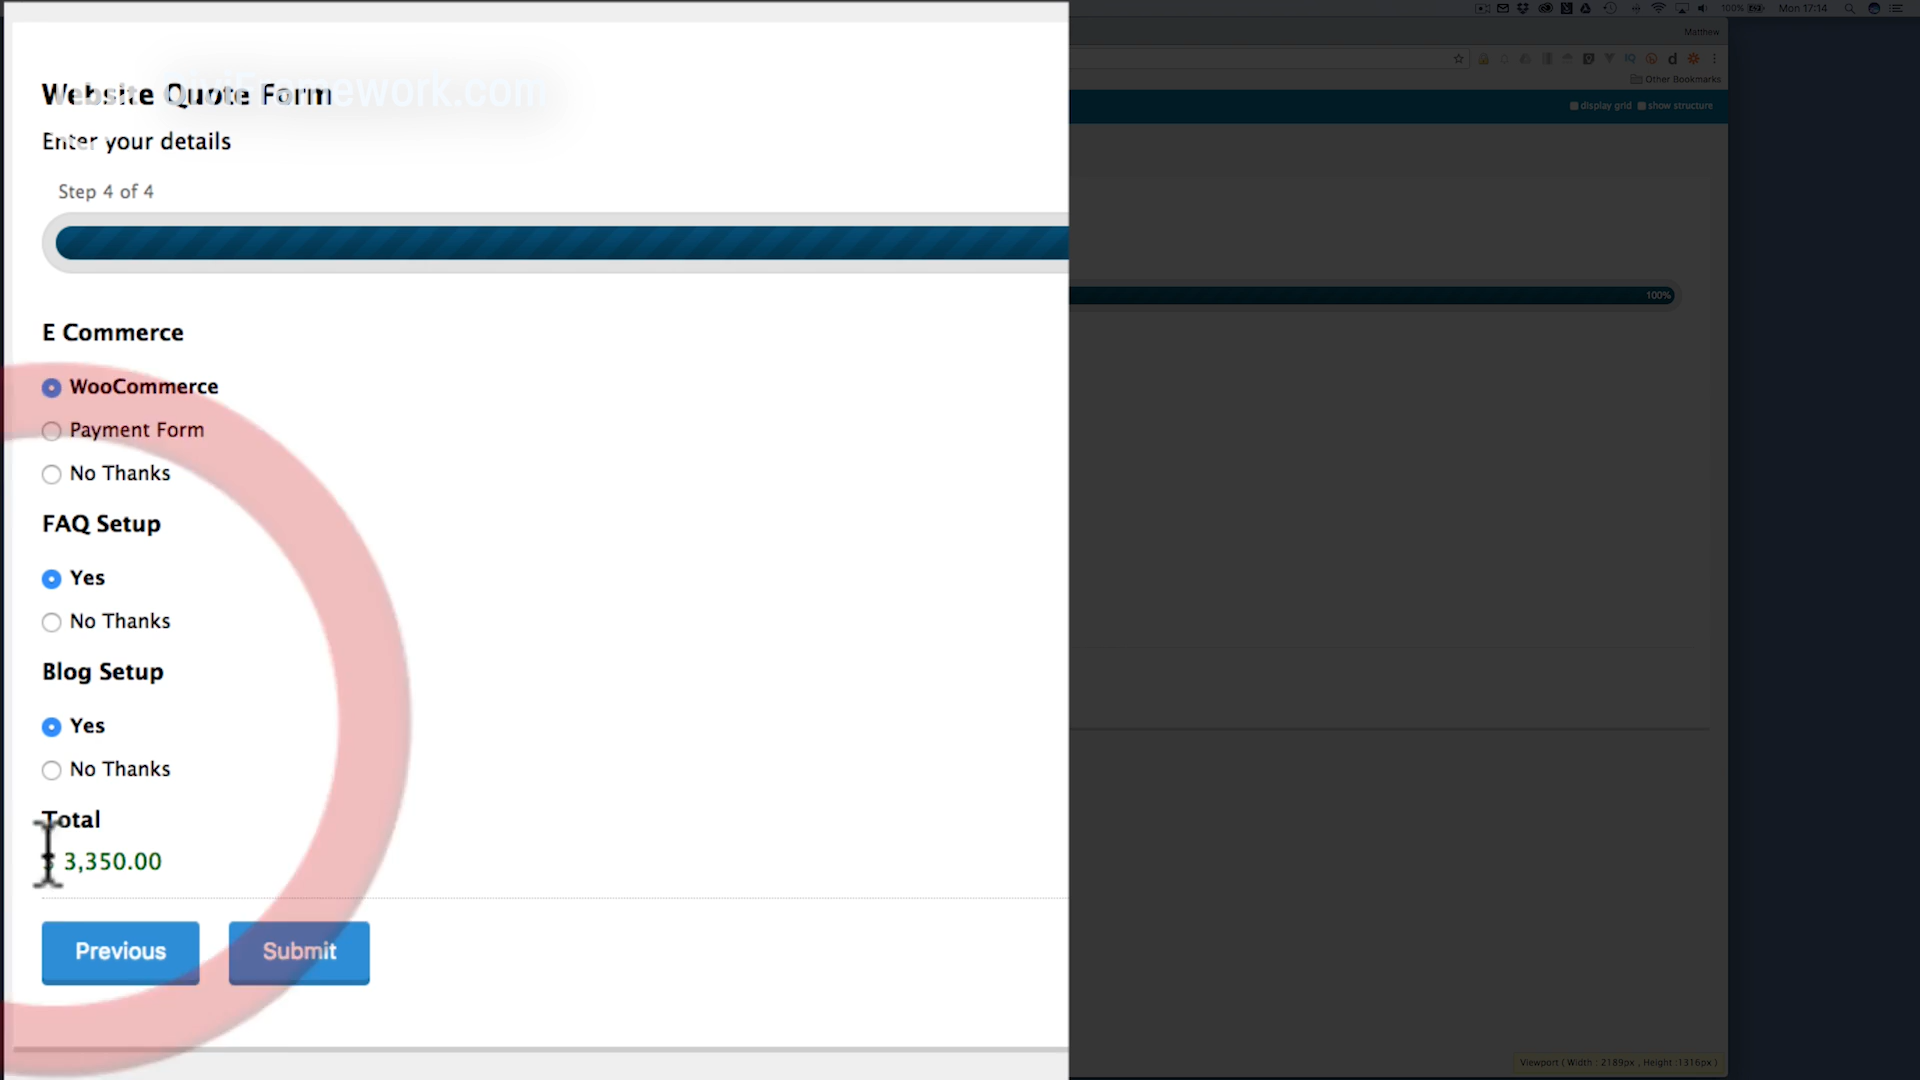 100% Mon 17:14
Matthew
Other Bookmarks
display grid show structure
Website Quote Form
Enter your details
Step 4 of 4
100%
E Commerce
WooCommerce
Payment Form
No Thanks
FAQ Setup
Yes
No Thanks
Blog Setup
Yes
No Thanks
Total
3,350.00
Previous Submit
Viewport ( Width : 2189px , Height :1316px )